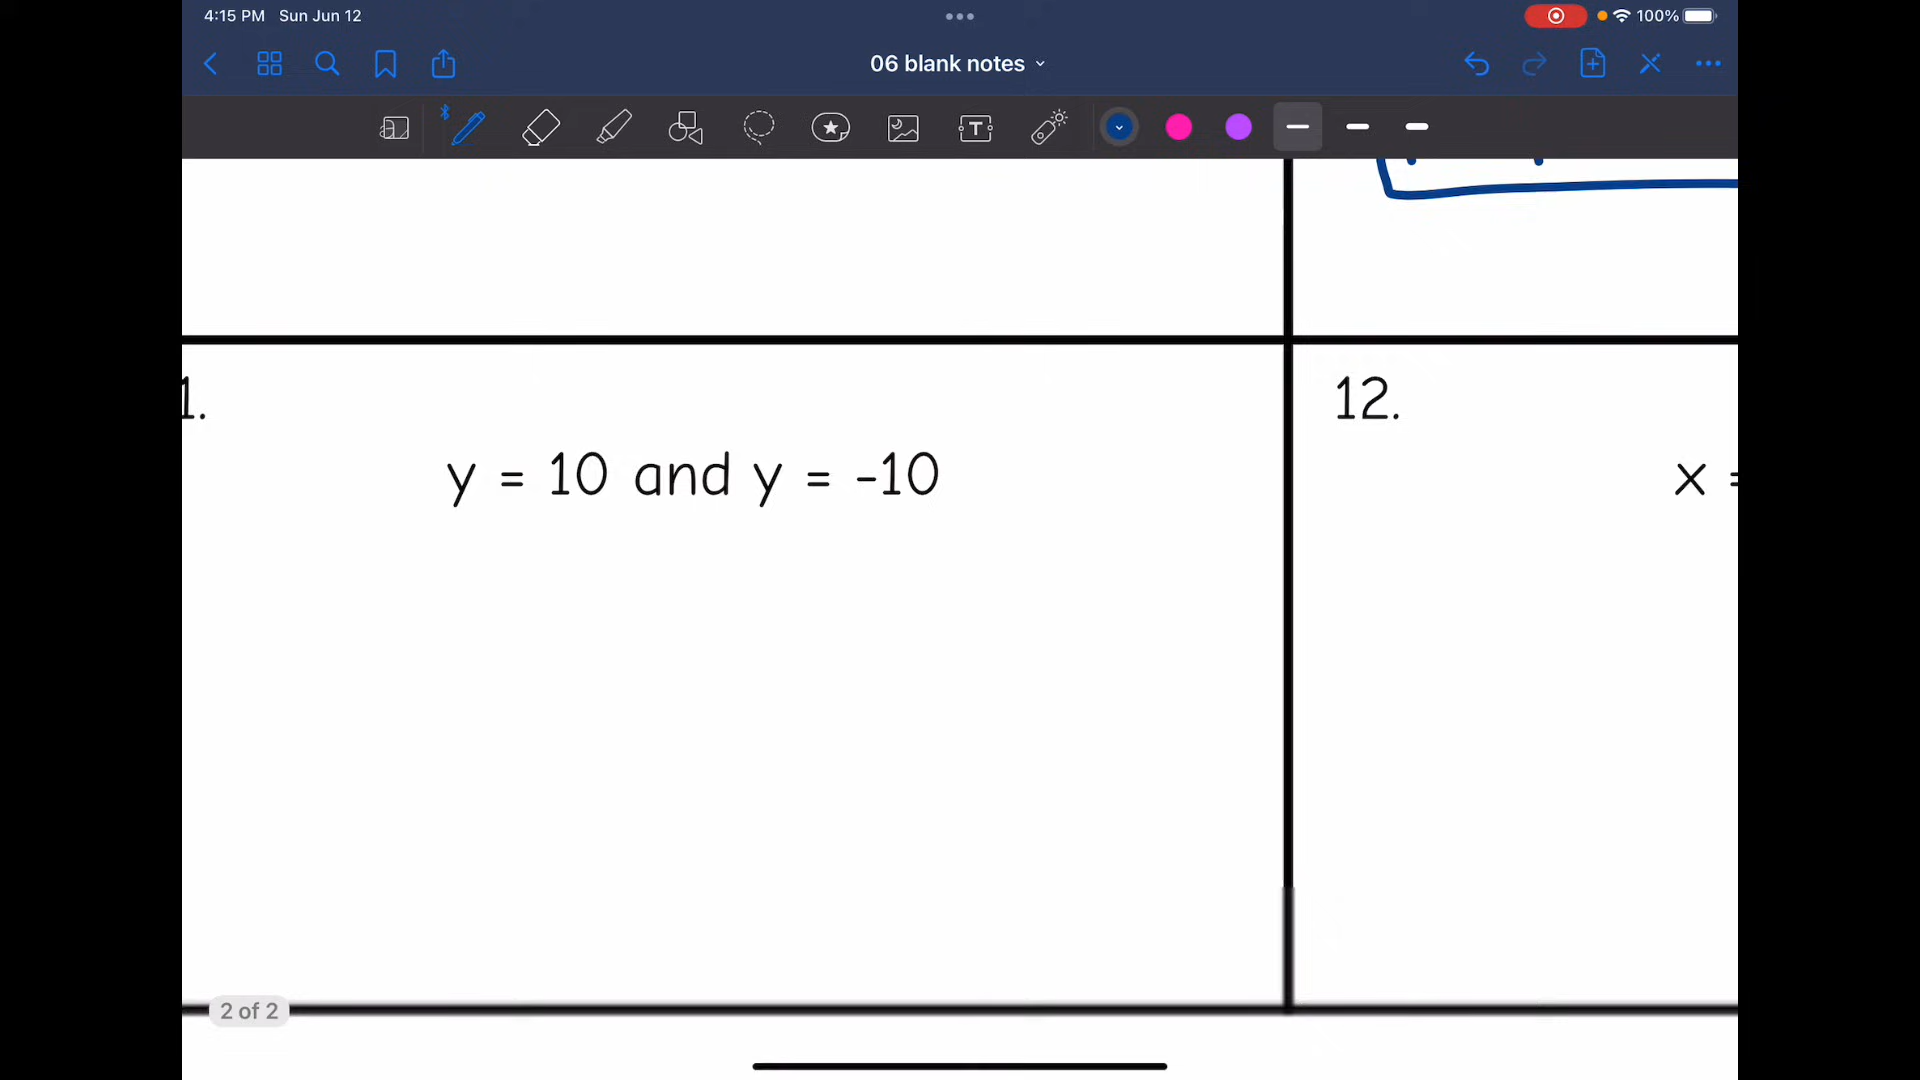 4:15 PM Sun Jun 12
100%
06 blank notes
T
1.
12.
y = 10 and y = -10
x =
2 of 2